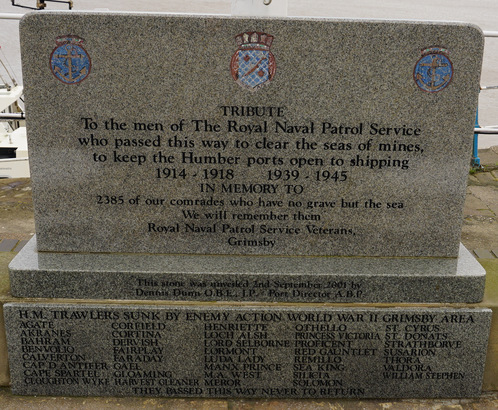 TRIBUTE
To the men of The Royal Naval Patrol Service
who passed this way to clear the seas of mines,
to keep the Humber ports open to shipping
1914 - 1918 1939 - 1945
IN MEMORY TO
2385 of our comrades who have no grave but the sea
We will remember them
Royal Naval Patrol Service Veterans,
Grimsby
This stone was unveiled 2nd September 2001 by
Dennis Dunn O.B.E., J.P. - Port Director A.B.P.
H.M. TRAWLERS SUNK BY ENEMY ACTION WORLD WAR II GRIMSBY AREA
AGATE CORFIELD HENRIETTE OTHELLO ST. CYRUS
AKRANES CORTINA LOCH ALSH PRINCESS VICTORIA ST. DONATS
BAHRAM DERVISH LORD SELBORNE PROFICIENT STRATHBORVE
BENVOLIO FAIRPLAY LORMONT RED GAUNTLET SUSARION
CALVERTON FARADAY LUDA LADY REMILLO THORA
CAP D ANTIFER GAEL MANX PRINCE SEA KING VALDORA
CAPE SPARTEL GLOAMING M.A. WEST SILICIA WILLIAM STEPHEN
CLOUGHTON WYKE HARVEST GLEANER MEROR SOLOMON
THEY PASSED THIS WAY NEVER TO RETURN